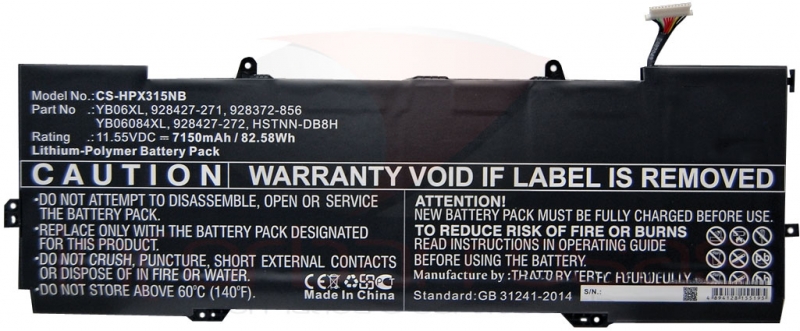 Model No.: CS-HPX315NB
Part No : YB06XL, 928427-271, 928372-856
YB06084XL, 928427-272, HSTNN-DB8H
Rating : 11.55VDC = 7150mAh / 82.58Wh
Lithium-Polymer Battery Pack
CAUTION
WARRANTY VOID IF LABEL IS REMOVED
•DO NOT ATTEMPT TO DISASSEMBLE, OPEN OR SERVICE
THE BATTERY PACK.
•REPLACE ONLY WITH THE BATTERY PACK DESIGNATED
FOR THIS PRODUCT.
•DO NOT CRUSH, PUNCTURE, SHORT EXTERNAL CONTACTS
OR DISPOSE OF IN FIRE OR WATER.
•DO NOT STORE ABOVE 60°C (140°F).
CE FC
Made In China
ATTENTION!
NEW BATTERY PACK MUST BE FULLY CHARGED BEFORE USE.
TO REDUCE RISK OF FIRE OR BURNS
READ INSTRUCTIONS IN OPERATING GUIDE
BEFORE USING THE BATTERY.
Manufacture by :
Standard:GB 31241-2014
S/N.: